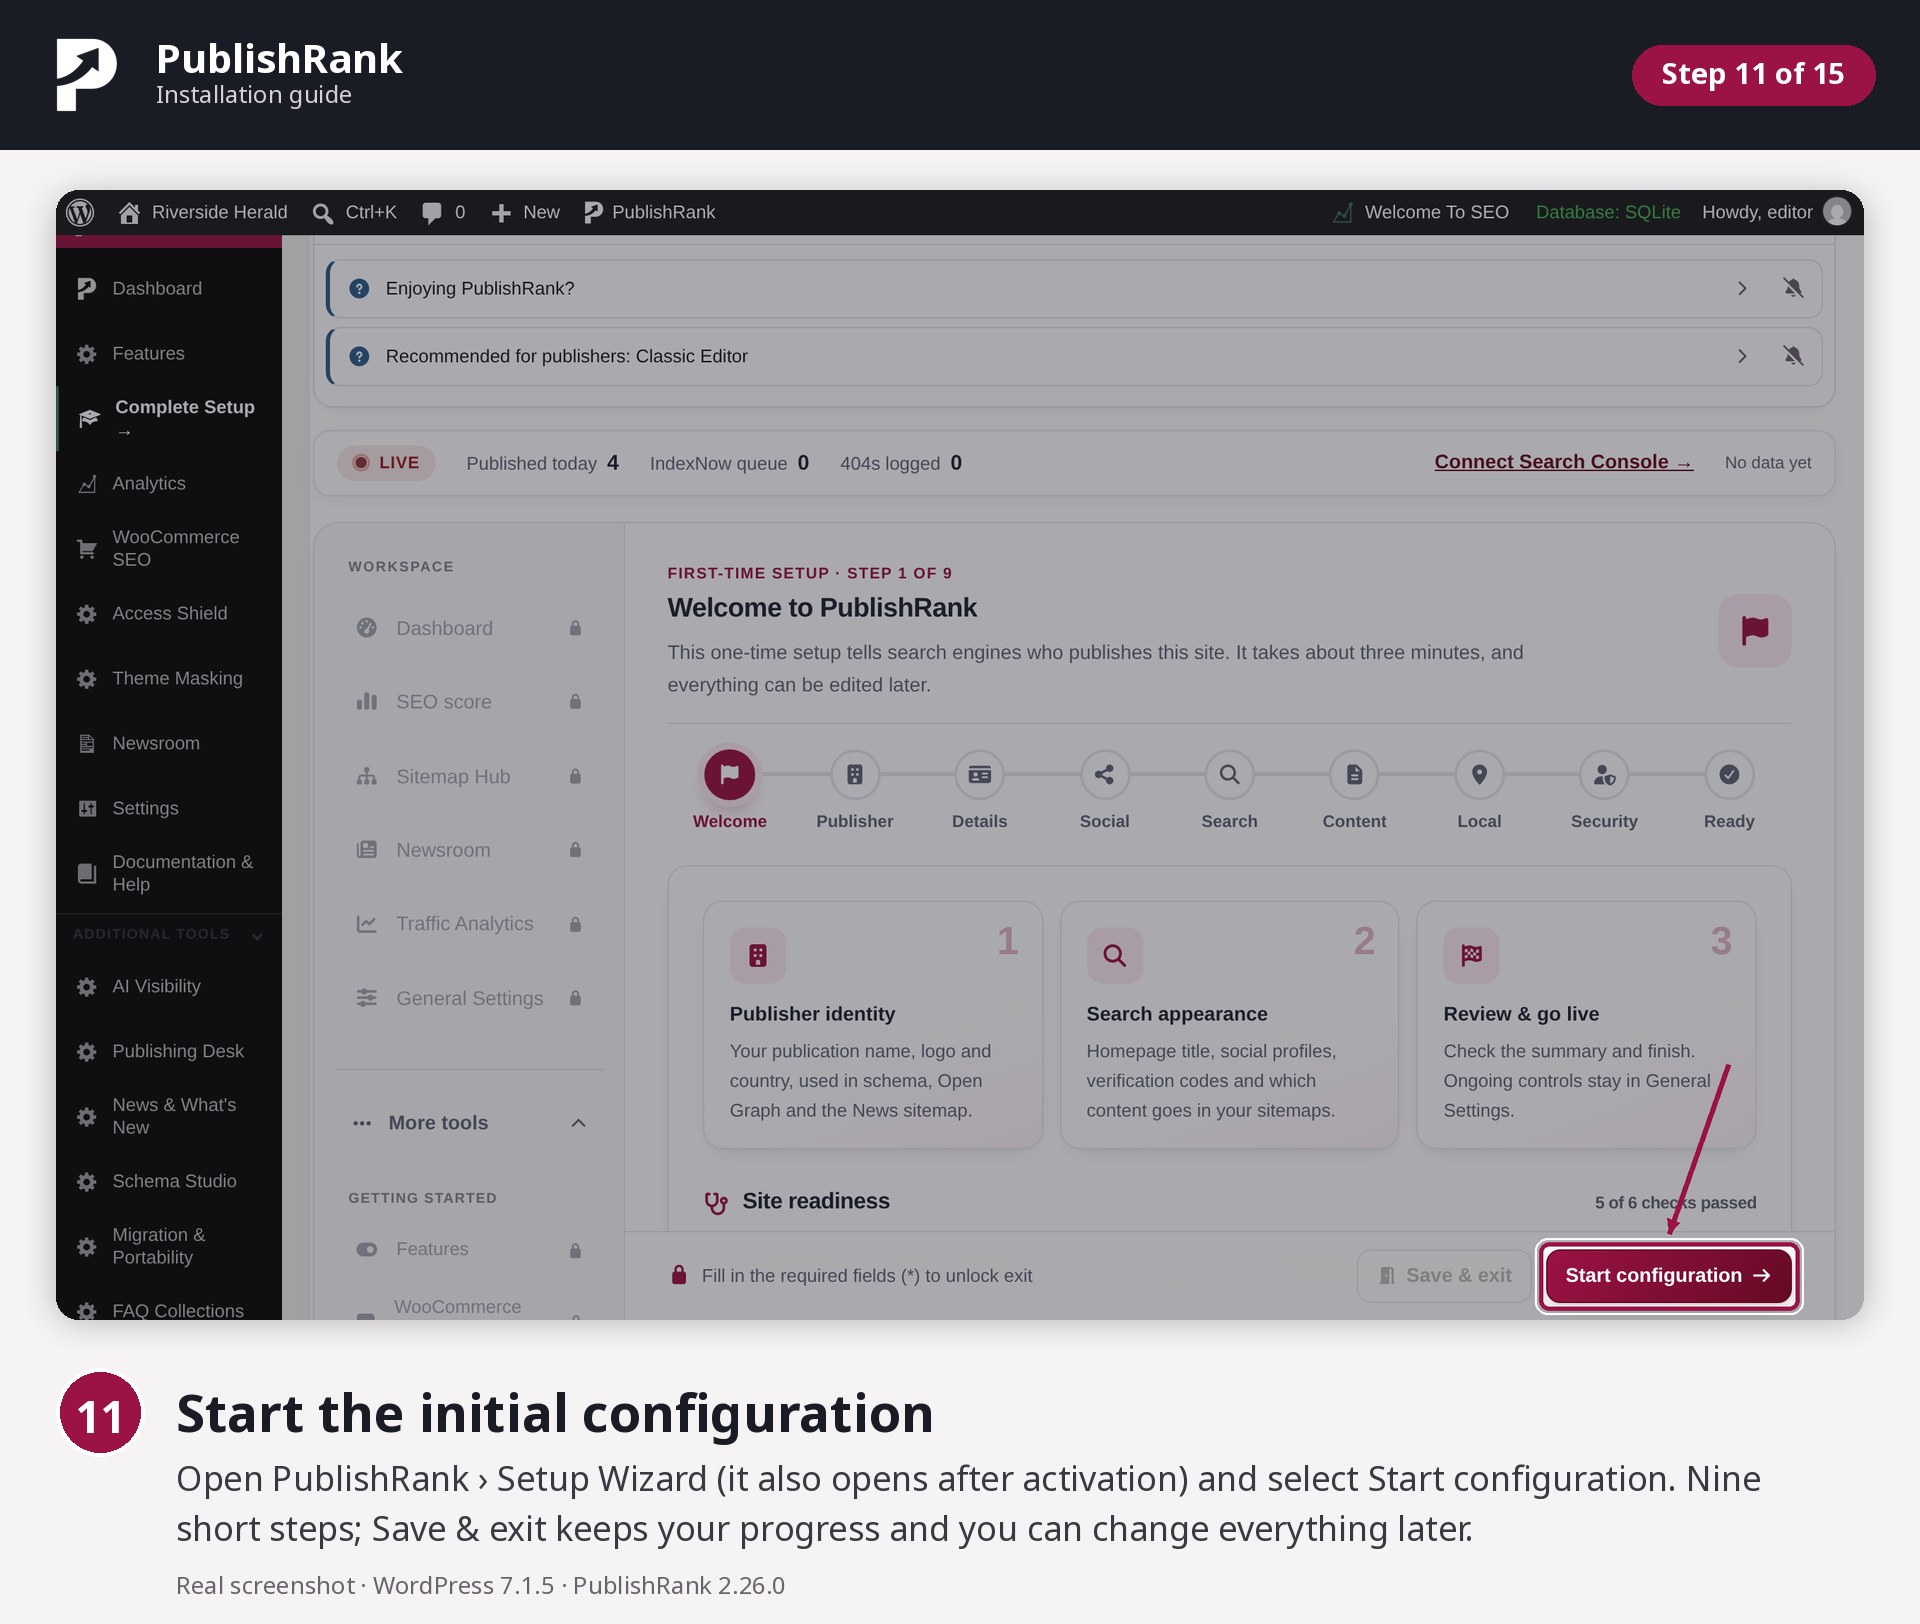 PublishRank
Installation guide
Step 11 of 15
Riverside Herald
Ctrl+K
0
New
PublishRank
Welcome To SEO
Database: SQLite
Howdy, editor
Dashboard
Features
Complete Setup
→
Analytics
WooCommerce
SEO
Access Shield
Theme Masking
Newsroom
Settings
Documentation &
Help
ADDITIONAL TOOLS
AI Visibility
Publishing Desk
News & What's
New
Schema Studio
Migration &
Portability
FAQ Collections
Enjoying PublishRank?
Recommended for publishers: Classic Editor
LIVE
Published today 4
IndexNow queue 0
404s logged 0
Connect Search Console →
No data yet
WORKSPACE
Dashboard
SEO score
Sitemap Hub
Newsroom
Traffic Analytics
General Settings
More tools
GETTING STARTED
Features
WooCommerce
FIRST-TIME SETUP · STEP 1 OF 9
Welcome to PublishRank
This one-time setup tells search engines who publishes this site. It takes about three minutes, and
everything can be edited later.
Welcome
Publisher
Details
Social
Search
Content
Local
Security
Ready
1
Publisher identity
Your publication name, logo and
country, used in schema, Open
Graph and the News sitemap.
2
Search appearance
Homepage title, social profiles,
verification codes and which
content goes in your sitemaps.
3
Review & go live
Check the summary and finish.
Ongoing controls stay in General
Settings.
Site readiness
5 of 6 checks passed
Fill in the required fields (*) to unlock exit
Save & exit
Start configuration →
11
Start the initial configuration
Open PublishRank › Setup Wizard (it also opens after activation) and select Start configuration. Nine
short steps; Save & exit keeps your progress and you can change everything later.
Real screenshot · WordPress 7.1.5 · PublishRank 2.26.0